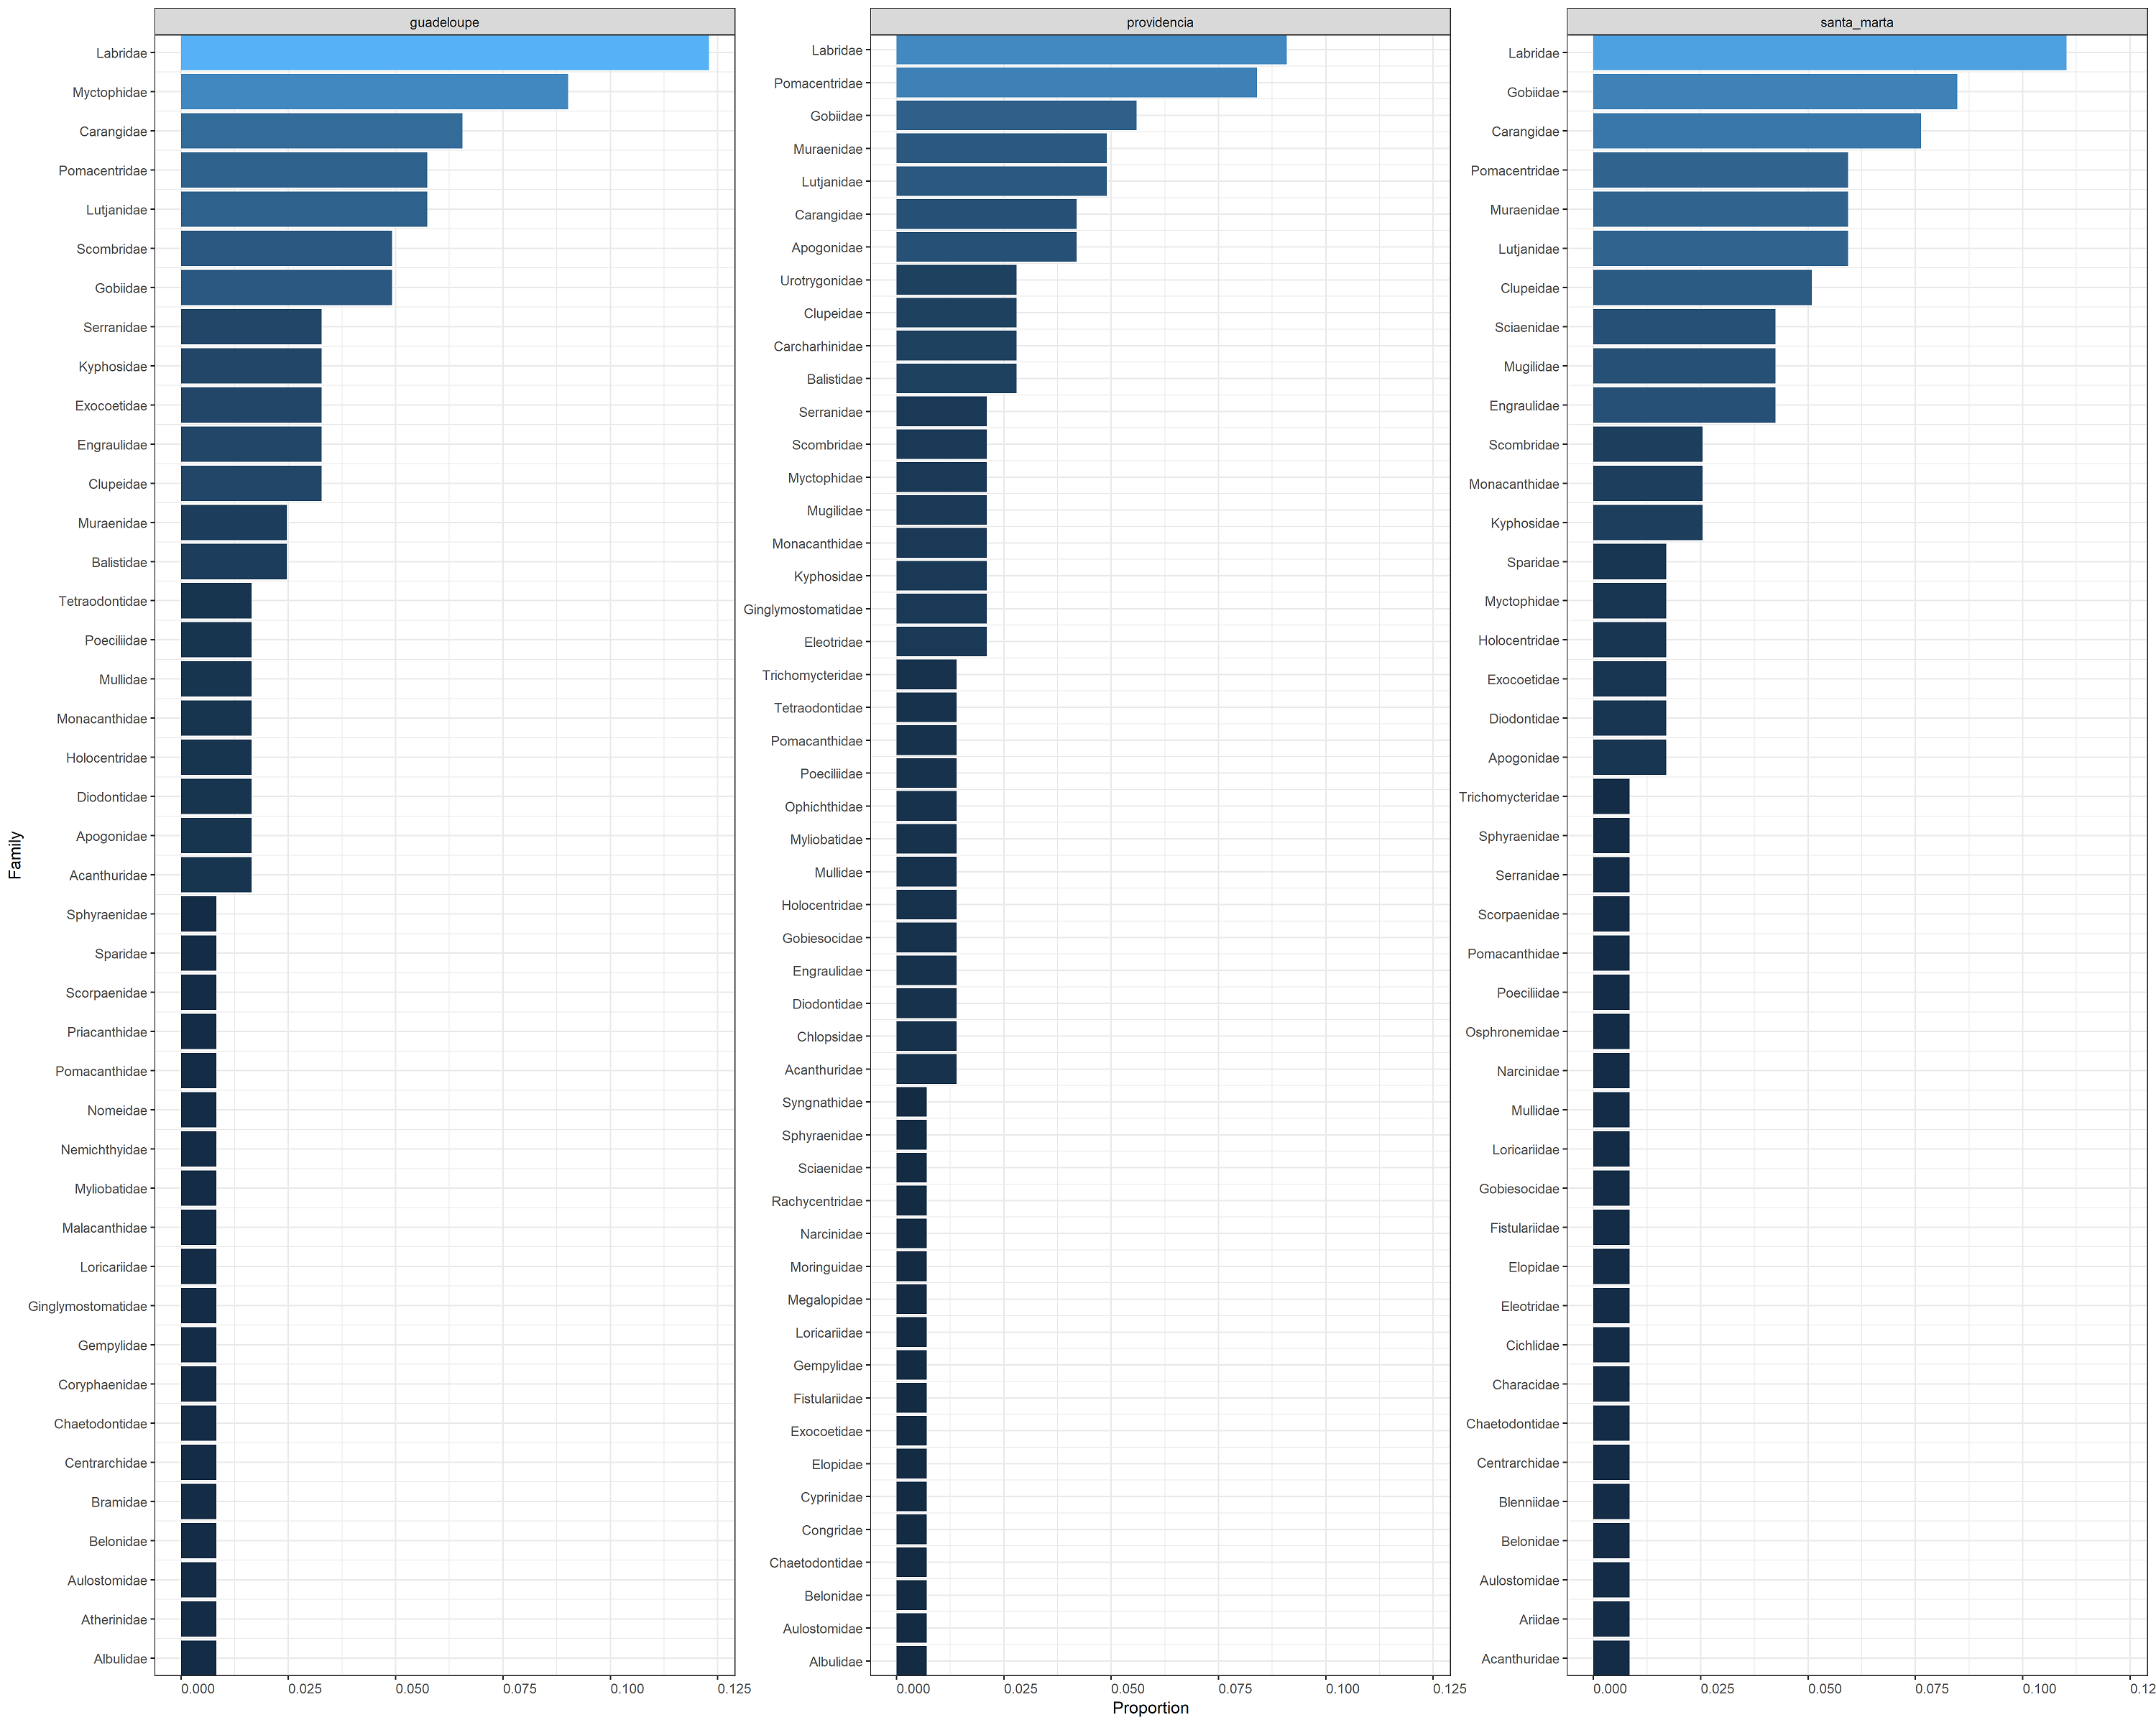 guadeloupe
Labridae
Myctophidae
Carangidae
Pomacentridae
Lutjanidae
Scombridae
Gobiidae
Serranidae
Kyphosidae
Exocoetidae
Engraulidae
Clupeidae
Muraenidae
Balistidae
Tetraodontidae
Poeciliidae
Mullidae
Monacanthidae
Holocentridae
Diodontidae
Apogonidae
Acanthuridae
Sphyraenidae
Sparidae
Scorpaenidae
Priacanthidae
Pomacanthidae
Nomeidae
Nemichthyidae
Myliobatidae
Malacanthidae
Loricariidae
Ginglymostomatidae
Gempylidae
Coryphaenidae
Chaetodontidae
Centrarchidae
Bramidae
Belonidae
Aulostomidae
Atherinidae
Albulidae
0.000 0.025 0.050 0.075 0.100 0.125
providencia
Labridae
Pomacentridae
Gobiidae
Muraenidae
Lutjanidae
Carangidae
Apogonidae
Urotrygonidae
Clupeidae
Carcharhinidae
Balistidae
Serranidae
Scombridae
Myctophidae
Mugilidae
Monacanthidae
Kyphosidae
Ginglymostomatidae
Eleotridae
Trichomycteridae
Tetraodontidae
Pomacanthidae
Poeciliidae
Ophichthidae
Myliobatidae
Mullidae
Holocentridae
Gobiesocidae
Engraulidae
Diodontidae
Chlopsidae
Acanthuridae
Syngnathidae
Sphyraenidae
Sciaenidae
Rachycentridae
Narcinidae
Moringuidae
Megalopidae
Loricariidae
Gempylidae
Fistulariidae
Exocoetidae
Elopidae
Cyprinidae
Congridae
Chaetodontidae
Belonidae
Aulostomidae
Albulidae
0.000 0.025 0.050 0.075 0.100 0.125
santa_marta
Labridae
Gobiidae
Carangidae
Pomacentridae
Muraenidae
Lutjanidae
Clupeidae
Sciaenidae
Mugilidae
Engraulidae
Scombridae
Monacanthidae
Kyphosidae
Sparidae
Myctophidae
Holocentridae
Exocoetidae
Diodontidae
Apogonidae
Trichomycteridae
Sphyraenidae
Serranidae
Scorpaenidae
Pomacanthidae
Poeciliidae
Osphronemidae
Narcinidae
Mullidae
Loricariidae
Gobiesocidae
Fistulariidae
Elopidae
Eleotridae
Cichlidae
Characidae
Chaetodontidae
Centrarchidae
Blenniidae
Belonidae
Aulostomidae
Ariidae
Acanthuridae
0.000 0.025 0.050 0.075 0.100 0.12
Family
Proportion